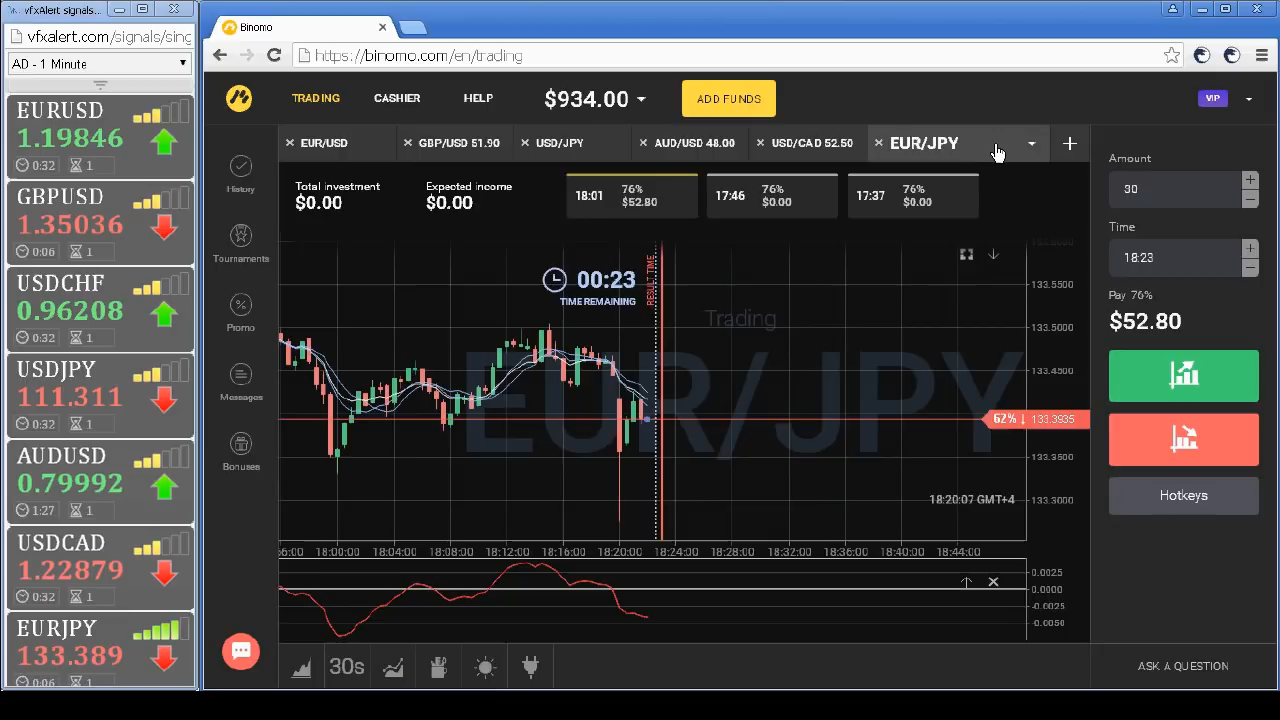 vfxAlert signals...
vfxalert.com/signals/sing
AD - 1 Minute
EURUSD
1.19846
0:32
1
GBPUSD
1.35036
0:06
1
USDCHF
0.96208
0:32
1
USDJPY
111.311
0:32
1
AUDUSD
0.79992
1:27
1
USDCAD
1.22879
0:32
1
EURJPY
133.389
0:06
1
Binomo
https://binomo.com/en/trading
TRADING
CASHIER
HELP
$934.00
ADD FUNDS
VIP
EUR/USD
GBP/USD 51.90
USD/JPY
AUD/USD 48.00
USD/CAD 52.50
EUR/JPY
History
Tournaments
Promo
Messages
Bonuses
Total investment
$0.00
Expected income
$0.00
18:01
76%
$52.80
17:46
76%
$0.00
17:37
76%
$0.00
00:23
TIME REMAINING
RESULT TIME
Trading
EUR/JPY
133.5500
133.5000
133.4500
62%
133.3935
133.3500
133.3000
18:20:07 GMT+4
18:00:00
18:04:00
18:08:00
18:12:00
18:16:00
18:20:00
18:24:00
18:28:00
18:32:00
18:36:00
18:40:00
18:44:00
0.0025
0.0000
-0.0025
-0.0050
30s
Amount
30
Time
18:23
Pay 76%
$52.80
Hotkeys
ASK A QUESTION